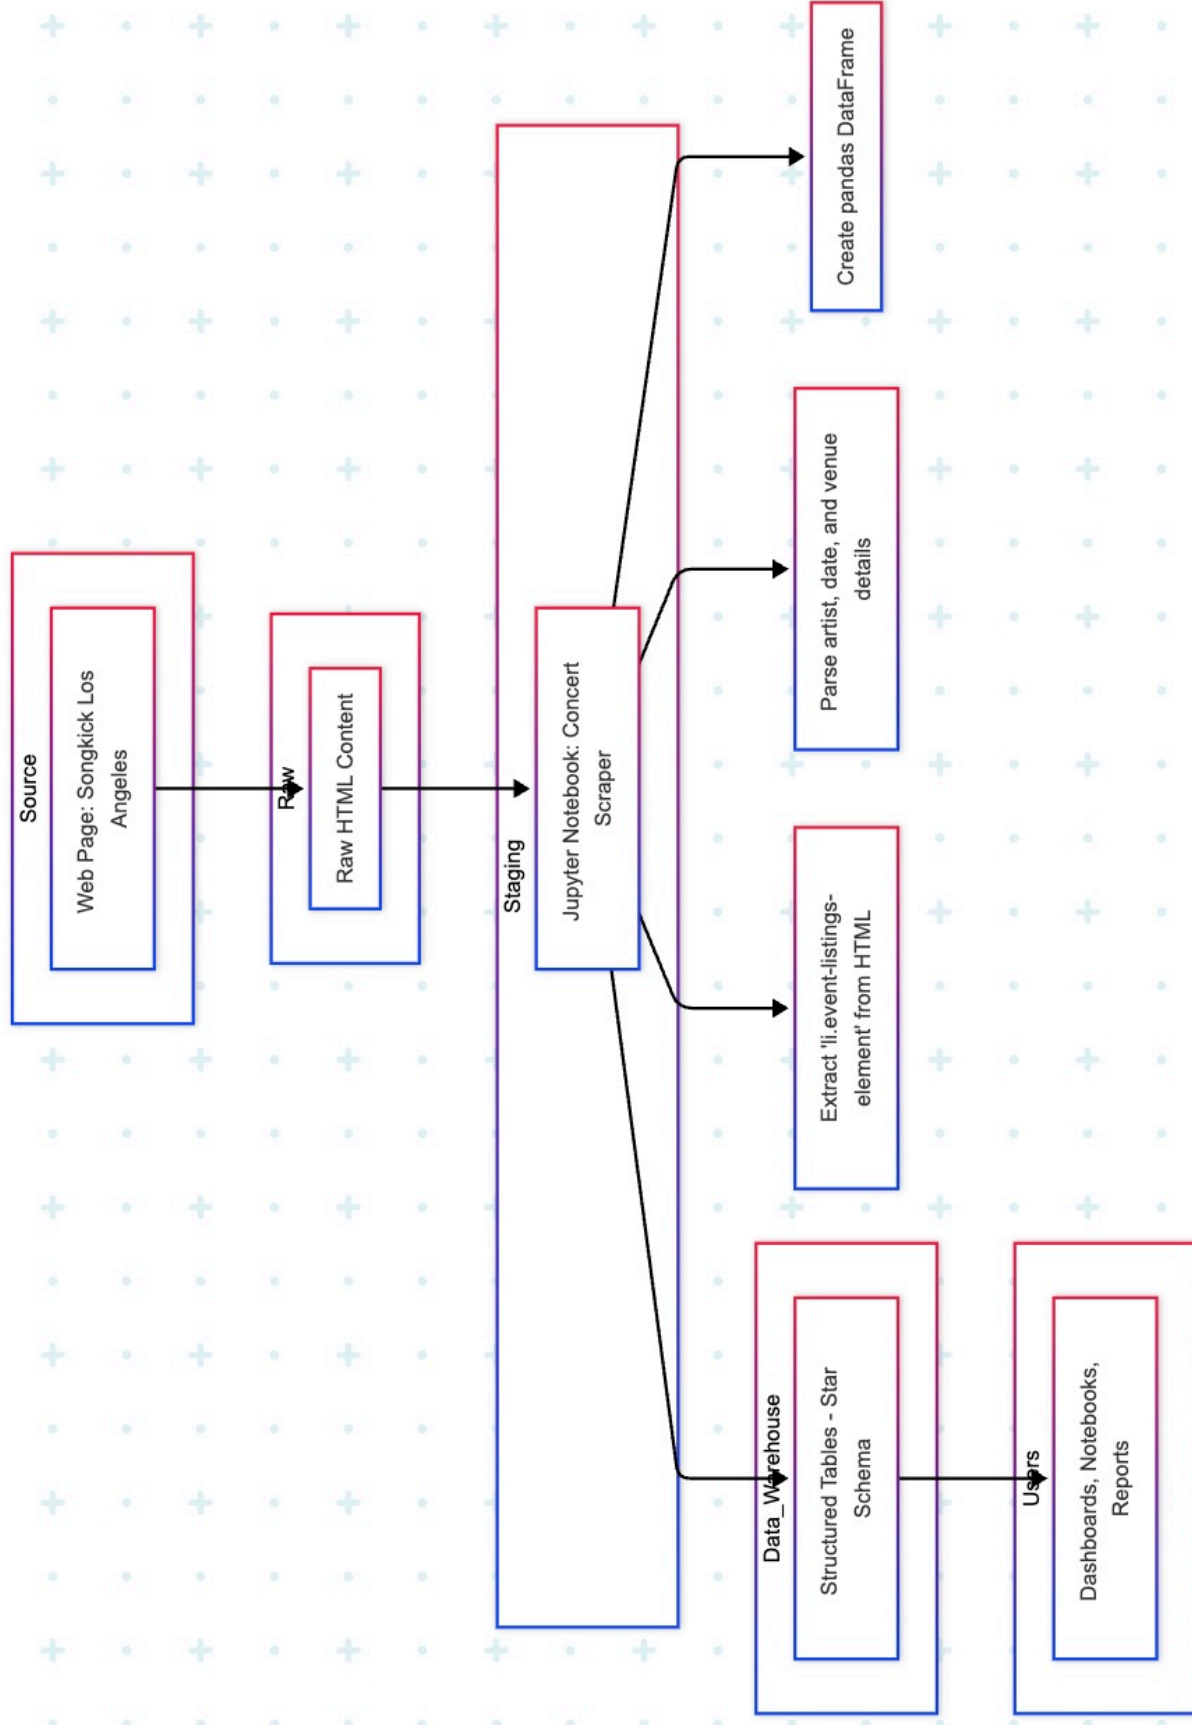 Source
Web Page: Songkick Los
Angeles
Raw
Raw HTML Content
Staging
Jupyter Notebook: Concert
Scraper
Data_Warehouse
Structured Tables - Star
Schema
Extract 'li.event-listings-
element' from HTML
Parse artist, date, and venue
details
Create pandas DataFrame
Users
Dashboards, Notebooks,
Reports